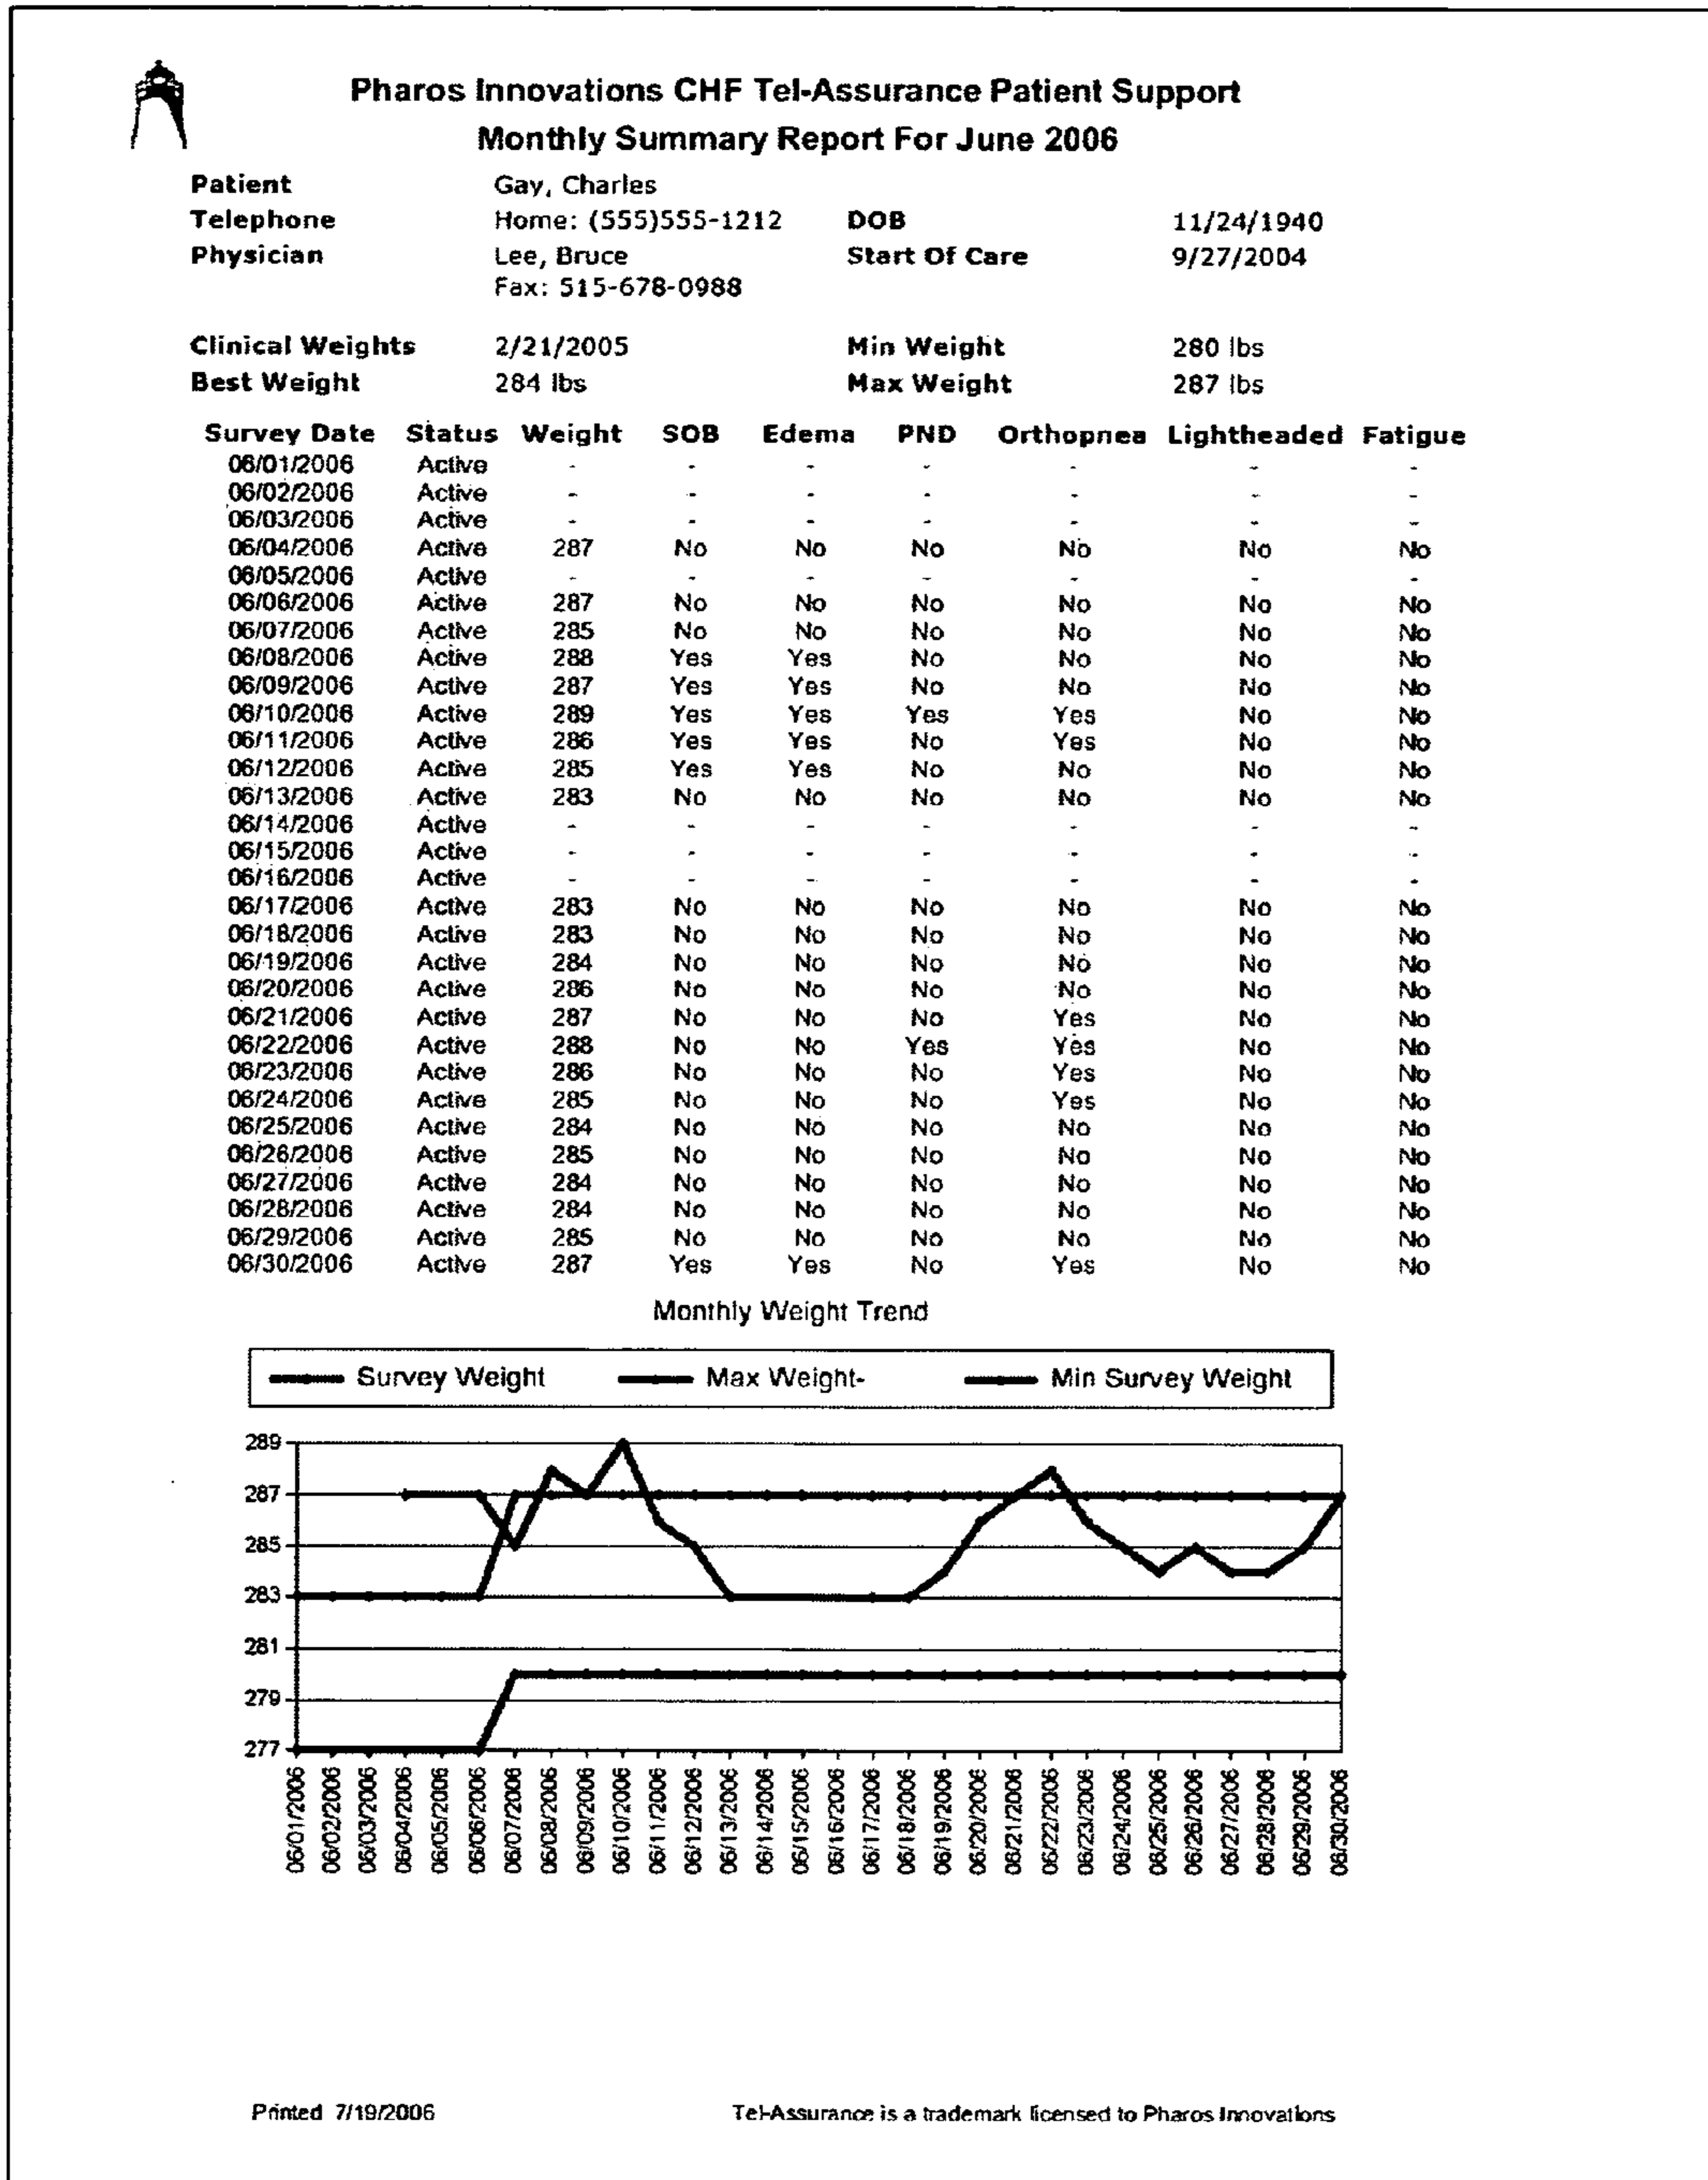 Pharos Innovations CHF Tel-Assurance Patient Support
Monthly Summary Report For June 2006
Patient Gay, Charles
Telephone Home: (555)555-1212 DOB 11/24/1940
Physician Lee, Bruce Start Of Care 9/27/2004
Fax: 515-678-0988
Clinical Weights 2/21/2005 Min Weight 280 lbs
Best Weight 284 lbs Max Weight 287 lbs
Survey Date Status Weight SOB Edema PND Orthopnea Lightheaded Fatigue
06/01/2006 Active - - - - - - -
06/02/2006 Active - - - - - - -
06/03/2006 Active - - - - - - -
06/04/2006 Active 287 No No No No No No
06/05/2006 Active - - - - - - -
06/06/2006 Active 287 No No No No No No
06/07/2006 Active 285 No No No No No No
06/08/2006 Active 288 Yes Yes No No No No
06/09/2006 Active 287 Yes Yes No No No No
06/10/2006 Active 289 Yes Yes Yes Yes No No
06/11/2006 Active 286 Yes Yes No Yes No No
06/12/2006 Active 285 Yes Yes No No No No
06/13/2006 Active 283 No No No No No No
06/14/2006 Active - - - - - - -
06/15/2006 Active - - - - - - -
06/16/2006 Active - - - - - - -
06/17/2006 Active 283 No No No No No No
06/18/2006 Active 283 No No No No No No
06/19/2006 Active 284 No No No No No No
06/20/2006 Active 286 No No No No No No
06/21/2006 Active 287 No No No Yes No No
06/22/2006 Active 288 No No Yes Yes No No
06/23/2006 Active 286 No No No Yes No No
06/24/2006 Active 285 No No No Yes No No
06/25/2006 Active 284 No No No No No No
06/26/2006 Active 285 No No No No No No
06/27/2006 Active 284 No No No No No No
06/28/2006 Active 284 No No No No No No
06/29/2006 Active 285 No No No No No No
06/30/2006 Active 287 Yes Yes No Yes No No
Monthly Weight Trend
Survey Weight Max Weight- Min Survey Weight
289
287
285
283
281
279
277
06/01/2006
06/02/2006
06/03/2006
06/04/2006
06/05/2006
06/06/2006
06/07/2006
06/08/2006
06/09/2006
06/10/2006
06/11/2006
06/12/2006
06/13/2006
06/14/2006
06/15/2006
06/16/2006
06/17/2006
06/18/2006
06/19/2006
06/20/2006
06/21/2006
06/22/2006
06/23/2006
06/24/2006
06/25/2006
06/26/2006
06/27/2006
06/28/2006
06/29/2006
06/30/2006
Printed 7/19/2006 Tel-Assurance is a trademark licensed to Pharos Innovations